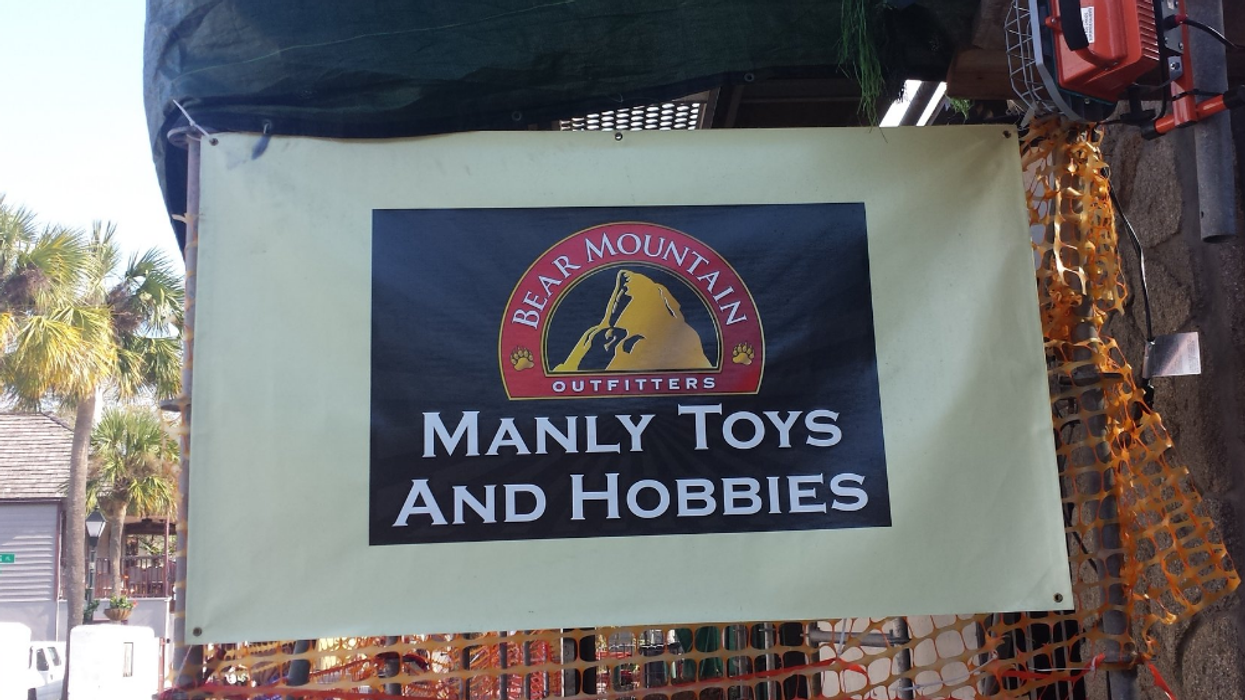 BEAR MOUNTAIN
OUTFITTERS
MANLY TOYS
AND HOBBIES